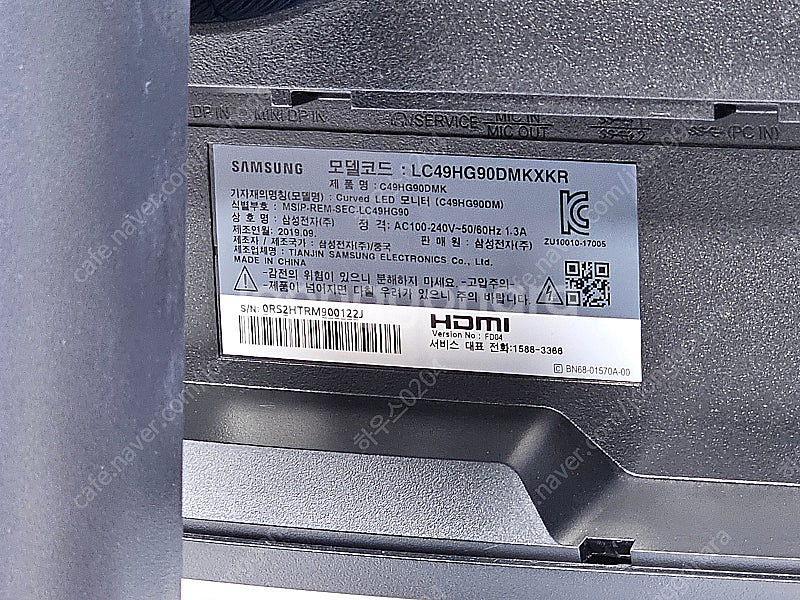 DP IN MINI DP IN SERVICE MIC IN (PC IN)
MIC OUT
SAMSUNG 모델코드 : LC49HG90DMKXKR
제 품 명 : C49HG90DMK
기자재의명칭(모델명) : Curved LED 모니터 (C49HG90DM)
식별부호 : MSIP-REM-SEC-LC49HG90
상 호 명 : 삼성전자(주) 정 격: AC100-240V~50/60Hz 1.3A
제조연월 : 2019.09. 판 매 원 : 삼성전자(주)
제조자 / 제조국가 : 삼성전자(주)/중국
제조업체명 : TIANJIN SAMSUNG ELECTRONICS Co., Ltd.
MADE IN CHINA
ZU10010-17005
-감전의 위험이 있으니 분해하지 마세요. -고압주의-
-제품이 넘어지면 다칠 우려가 있으니 주의 바랍니다.
S/N: 0RS2HTRM900122J
HDMI
Version No : FD04
서비스 대표 전화:1588-3366
© BN68-01570A-00
cafe.naver.com